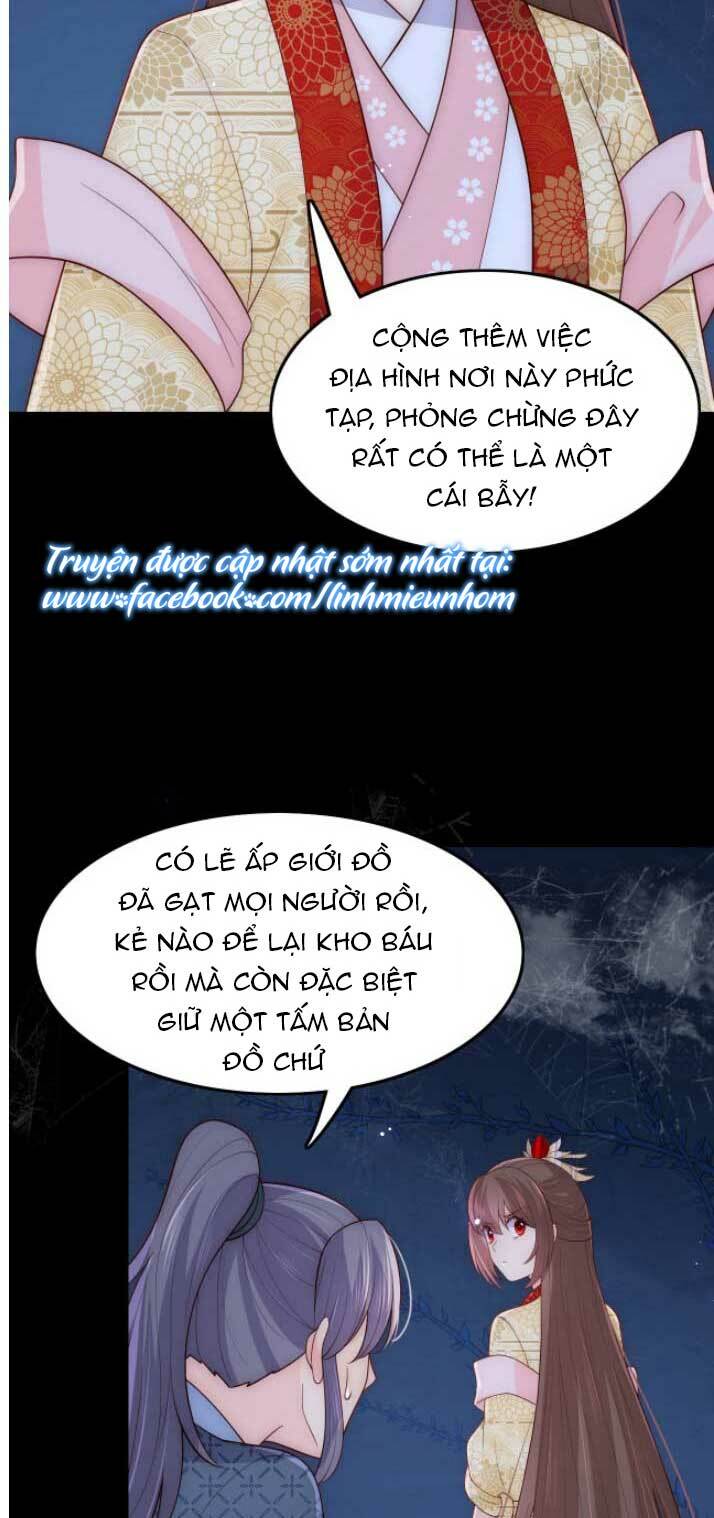 CỘNG THÊM VIỆC
ĐỊA HÌNH NƠI NÀY PHỨC
TẠP, PHỎNG CHỪNG ĐÂY
RẤT CÓ THỂ LÀ MỘT
CÁI BẪY!
Truyện được cập nhật sớm nhất tại:
www.facebook.com/linhmieunhom
CÓ LẼ ẤP GIỚI ĐỒ
ĐÃ GẠT MỌI NGƯỜI RỒI,
KẺ NÀO ĐỂ LẠI KHO BÁU
RỒI MÀ CÒN ĐẶC BIỆT
GIỮ MỘT TẤM BẢN
ĐỒ CHỨ